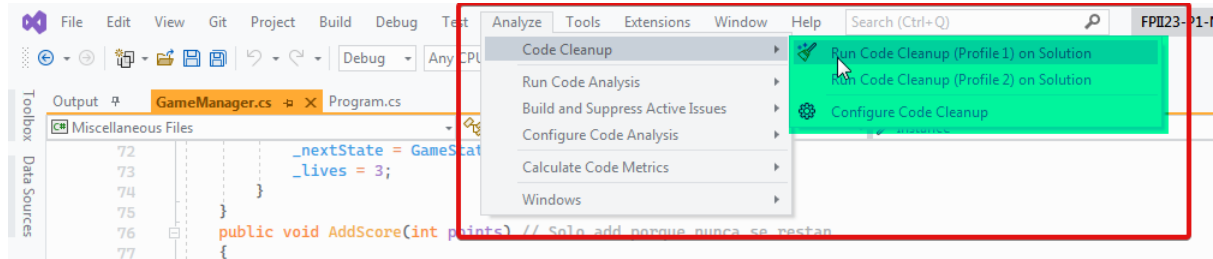 File Edit View Git Project Build Debug Test Analyze Tools Extensions Window Help Search (Ctrl+Q) FPII23-P1-
Debug Any CPU
Code Cleanup
Run Code Analysis
Build and Suppress Active Issues
Configure Code Analysis
Calculate Code Metrics
Windows
Run Code Cleanup (Profile 1) on Solution
Run Code Cleanup (Profile 2) on Solution
Configure Code Cleanup
Toolbox
Data Sources
Output GameManager.cs Program.cs
C# Miscellaneous Files
Instance
72 _nextState = GameStat
73 _lives = 3;
74 }
75 }
76 public void AddScore(int points) // Solo add porque nunca se restan
77 {